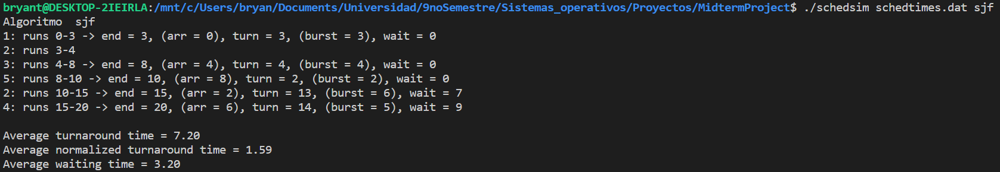 bryant@DESKTOP-2IEIRLA:/mnt/c/Users/bryan/Documents/Universidad/9noSemestre/Sistemas_operativos/Proyectos/MidtermProject$ ./schedsim schedtimes.dat sjf
Algoritmo  sjf
1: runs 0-3 -> end = 3, (arr = 0), turn = 3, (burst = 3), wait = 0
2: runs 3-4
3: runs 4-8 -> end = 8, (arr = 4), turn = 4, (burst = 4), wait = 0
5: runs 8-10 -> end = 10, (arr = 8), turn = 2, (burst = 2), wait = 0
2: runs 10-15 -> end = 15, (arr = 2), turn = 13, (burst = 6), wait = 7
4: runs 15-20 -> end = 20, (arr = 6), turn = 14, (burst = 5), wait = 9
Average turnaround time = 7.20
Average normalized turnaround time = 1.59
Average waiting time = 3.20